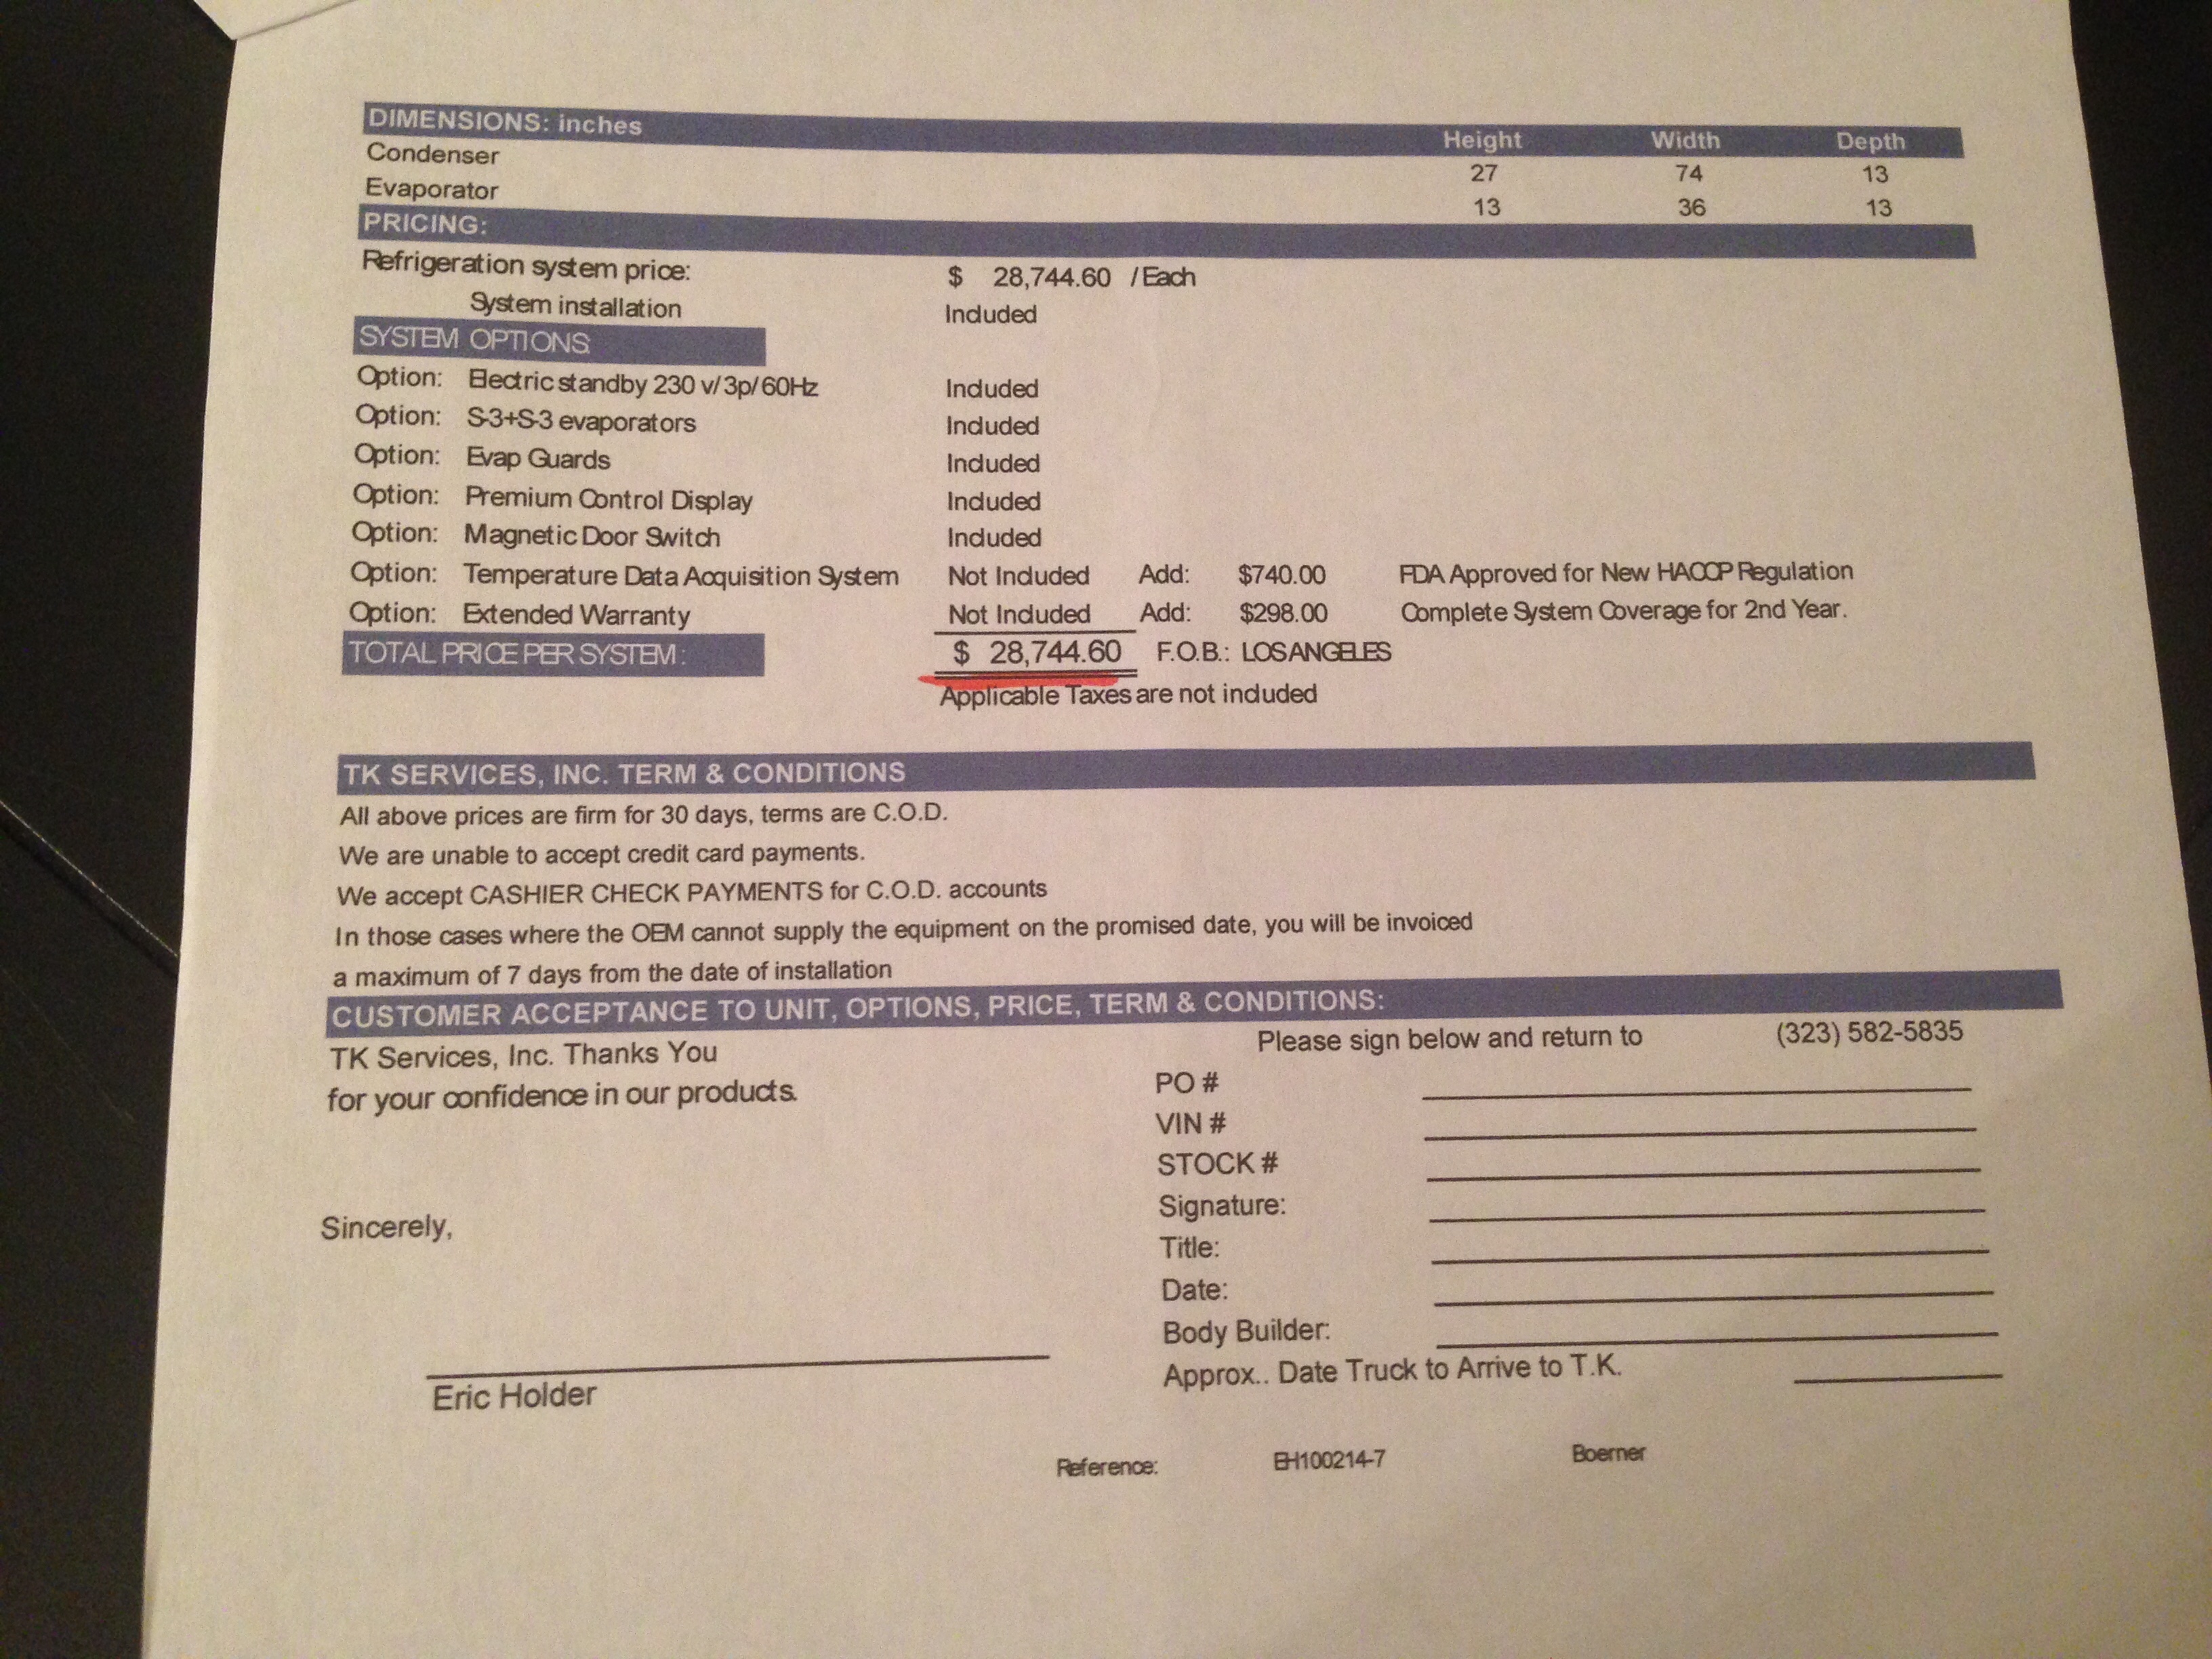 DIMENSIONS: inches Height Width Depth
Condenser 27 74 13
Evaporator 13 36 13
PRICING:
Refrigeration system price: $ 28,744.60 / Each
System installation Included
SYSTEM OPTIONS
Option: Electric standby 230 v/3p/60Hz Included
Option: S-3+S-3 evaporators Included
Option: Evap Guards Included
Option: Premium Control Display Included
Option: Magnetic Door Switch Included
Option: Temperature Data Acquisition System Not Included Add: $740.00 FDA Approved for New HACCP Regulation
Option: Extended Warranty Not Included Add: $298.00 Complete System Coverage for 2nd Year.
TOTAL PRICE PER SYSTEM: $ 28,744.60 F.O.B.: LOS ANGELES
Applicable Taxes are not included
TK SERVICES, INC. TERM & CONDITIONS
All above prices are firm for 30 days, terms are C.O.D.
We are unable to accept credit card payments.
We accept CASHIER CHECK PAYMENTS for C.O.D. accounts
In those cases where the OEM cannot supply the equipment on the promised date, you will be invoiced
a maximum of 7 days from the date of installation
CUSTOMER ACCEPTANCE TO UNIT, OPTIONS, PRICE, TERM & CONDITIONS:
Please sign below and return to (323) 582-5835
TK Services, Inc. Thanks You
for your confidence in our products.
PO #
VIN #
STOCK #
Signature:
Sincerely,
Title:
Date:
Body Builder:
Approx.. Date Truck to Arrive to T.K.
Eric Holder
Reference: EH100214-7 Boerner